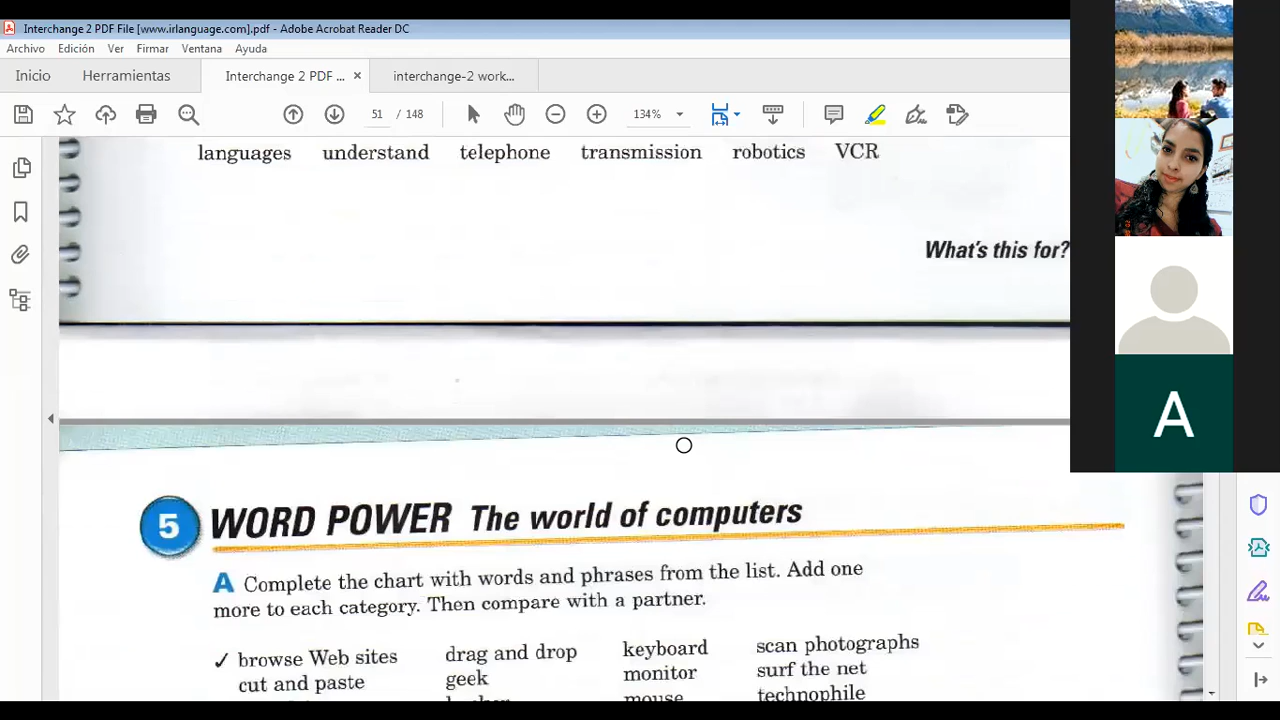 Interchange 2 PDF File [www.irlanguage.com].pdf - Adobe Acrobat Reader DC
Archivo Edición Ver Firmar Ventana Ayuda
Inicio Herramientas Interchange 2 PDF ... × interchange-2 work...
51 / 148 134%
languages understand telephone transmission robotics VCR
What's this for?
5 WORD POWER The world of computers
A Complete the chart with words and phrases from the list. Add one
more to each category. Then compare with a partner.
✓ browse Web sites drag and drop keyboard scan photographs
cut and paste geek monitor surf the net
mouse technophile
A